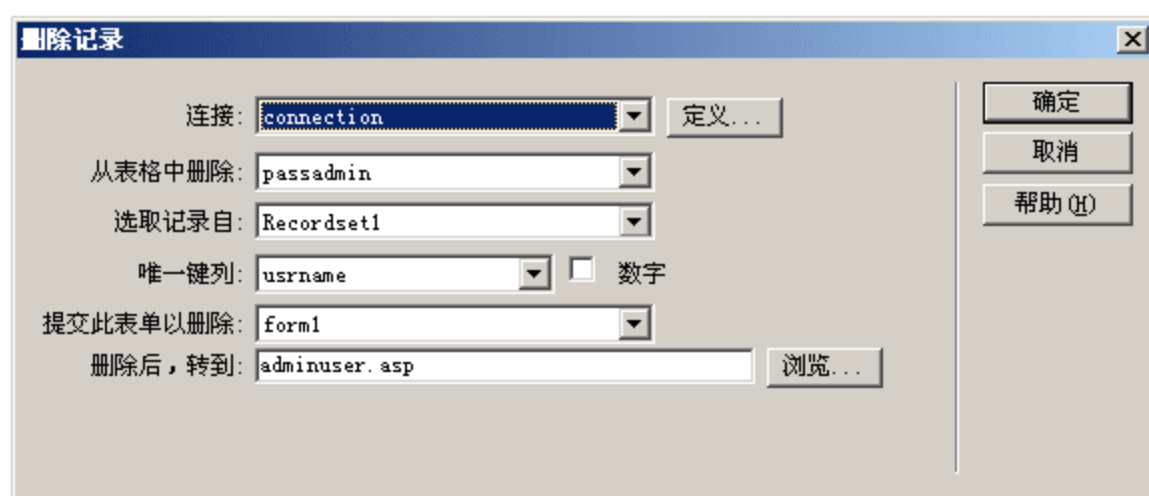 删除记录
连接: connection 定义... 确定
取消
从表格中删除: passadmin
帮助(H)
选取记录自: Recordset1
唯一键列: usrname 数字
提交此表单以删除: form1
删除后，转到: adminuser.asp 浏览...